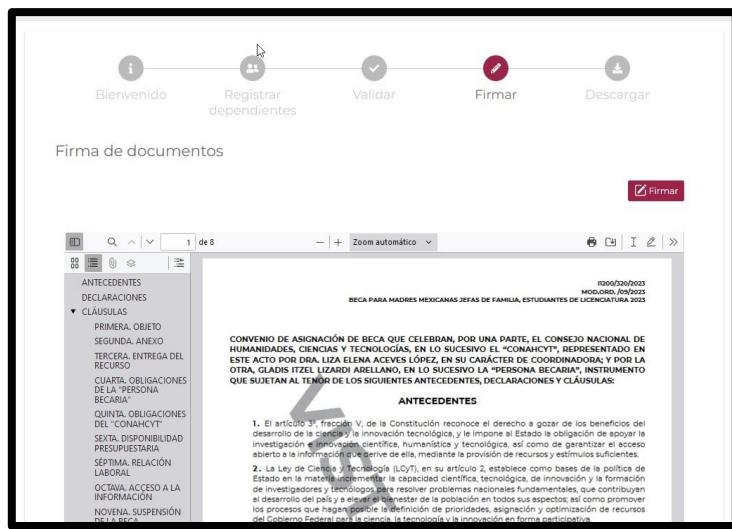 Bienvenido
Registrar
dependientes
Validar
Firmar
Descargar
Firma de documentos
Firmar
1 de 8
Zoom automático
ANTECEDENTES
DECLARACIONES
CLÁUSULAS
PRIMERA. OBJETO
SEGUNDA. ANEXO
TERCERA. ENTREGA DEL
RECURSO
CUARTA. OBLIGACIONES
DE LA "PERSONA
BECARIA"
QUINTA. OBLIGACIONES
DEL "CONAHCYT"
SEXTA. DISPONIBILIDAD
PRESUPUESTARIA
SÉPTIMA. RELACIÓN
LABORAL
OCTAVA. ACCESO A LA
INFORMACIÓN
NOVENA. SUSPENSIÓN
DE LA BECA
I1200/320/2023
MOD.ORD. /09/2023
BECA PARA MADRES MEXICANAS JEFAS DE FAMILIA, ESTUDIANTES DE LICENCIATURA 2023
CONVENIO DE ASIGNACIÓN DE BECA QUE CELEBRAN, POR UNA PARTE, EL CONSEJO NACIONAL DE
HUMANIDADES, CIENCIAS Y TECNOLOGÍAS, EN LO SUCESIVO EL "CONAHCYT", REPRESENTADO EN
ESTE ACTO POR DRA. LIZA ELENA ACEVES LÓPEZ, EN SU CARÁCTER DE COORDINADORA; Y POR LA
OTRA, GLADIS ITZEL LIZARDI ARELLANO, EN LO SUCESIVO LA "PERSONA BECARIA", INSTRUMENTO
QUE SUJETAN AL TENOR DE LOS SIGUIENTES ANTECEDENTES, DECLARACIONES Y CLÁUSULAS:
ANTECEDENTES
1. El artículo 3º, fracción V, de la Constitución reconoce el derecho a gozar de los beneficios del
desarrollo de la ciencia y la innovación tecnológica, y le impone al Estado la obligación de apoyar la
investigación e innovación científica, humanística y tecnológica, así como de garantizar el acceso
abierto a la información que derive de ella, mediante la provisión de recursos y estímulos suficientes.
2. La Ley de Ciencia y Tecnología (LCyT), en su artículo 2, establece como bases de la política de
Estado en la materia incrementar la capacidad científica, tecnológica, de innovación y la formación
de investigadores y tecnólogos para resolver problemas nacionales fundamentales, que contribuyan
al desarrollo del país y a elevar el bienestar de la población en todos sus aspectos; así como promover
los procesos que hagan posible la definición de prioridades, asignación y optimización de recursos
del Gobierno Federal para la ciencia, la tecnología y la innovación en forma participativa.